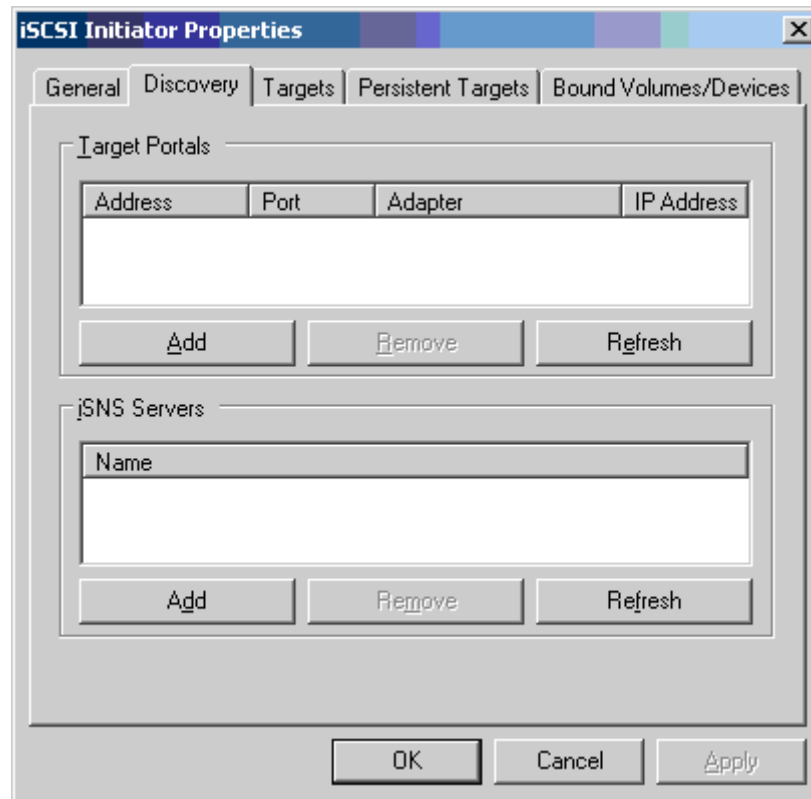 iSCSI Initiator Properties
General Discovery Targets Persistent Targets Bound Volumes/Devices
Target Portals
Address Port Adapter IP Address
Add Remove Refresh
iSNS Servers
Name
Add Remove Refresh
OK Cancel Apply